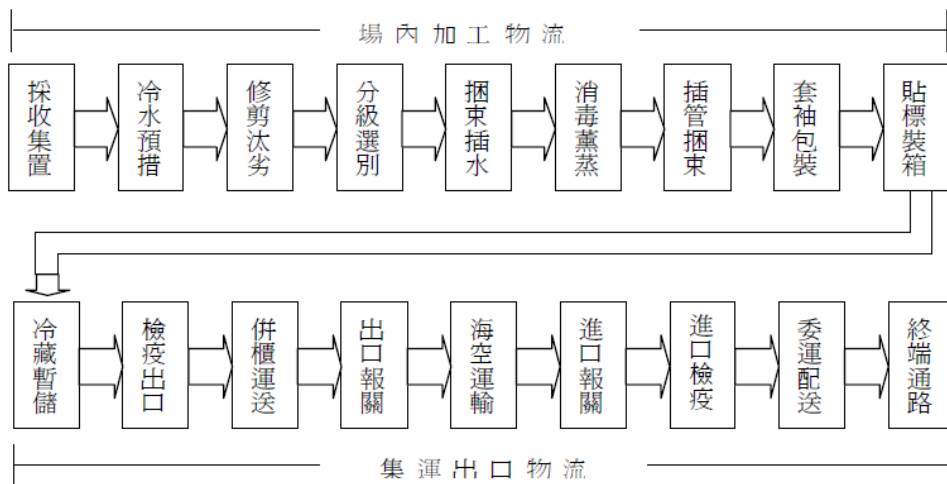 場內加工物流
採收集置
冷水預措
修剪汰劣
分級選別
捆束插水
消毒薰蒸
插管捆束
套袖包裝
貼標裝箱
冷藏暫儲
檢疫出口
併櫃運送
出口報關
海空運輸
進口報關
進口檢疫
委運配送
終端通路
集運出口物流